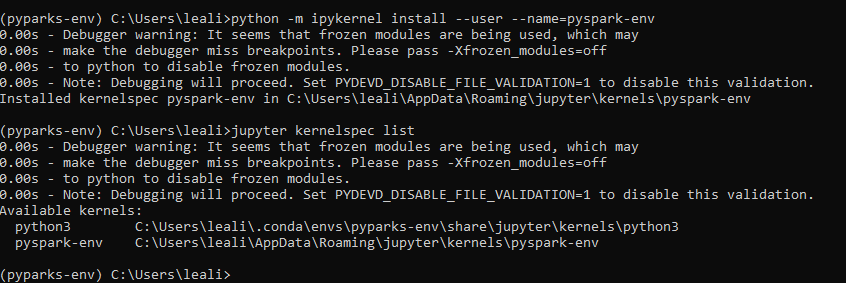 (pyparks-env) C:\Users\leali>python -m ipykernel install --user --name=pyspark-env
0.00s - Debugger warning: It seems that frozen modules are being used, which may
0.00s - make the debugger miss breakpoints. Please pass -Xfrozen_modules=off
0.00s - to python to disable frozen modules.
0.00s - Note: Debugging will proceed. Set PYDEVD_DISABLE_FILE_VALIDATION=1 to disable this validation.
Installed kernelspec pyspark-env in C:\Users\leali\AppData\Roaming\jupyter\kernels\pyspark-env
(pyparks-env) C:\Users\leali>jupyter kernelspec list
0.00s - Debugger warning: It seems that frozen modules are being used, which may
0.00s - make the debugger miss breakpoints. Please pass -Xfrozen_modules=off
0.00s - to python to disable frozen modules.
0.00s - Note: Debugging will proceed. Set PYDEVD_DISABLE_FILE_VALIDATION=1 to disable this validation.
Available kernels:
  python3        C:\Users\leali\.conda\envs\pyparks-env\share\jupyter\kernels\python3
  pyspark-env    C:\Users\leali\AppData\Roaming\jupyter\kernels\pyspark-env
(pyparks-env) C:\Users\leali>